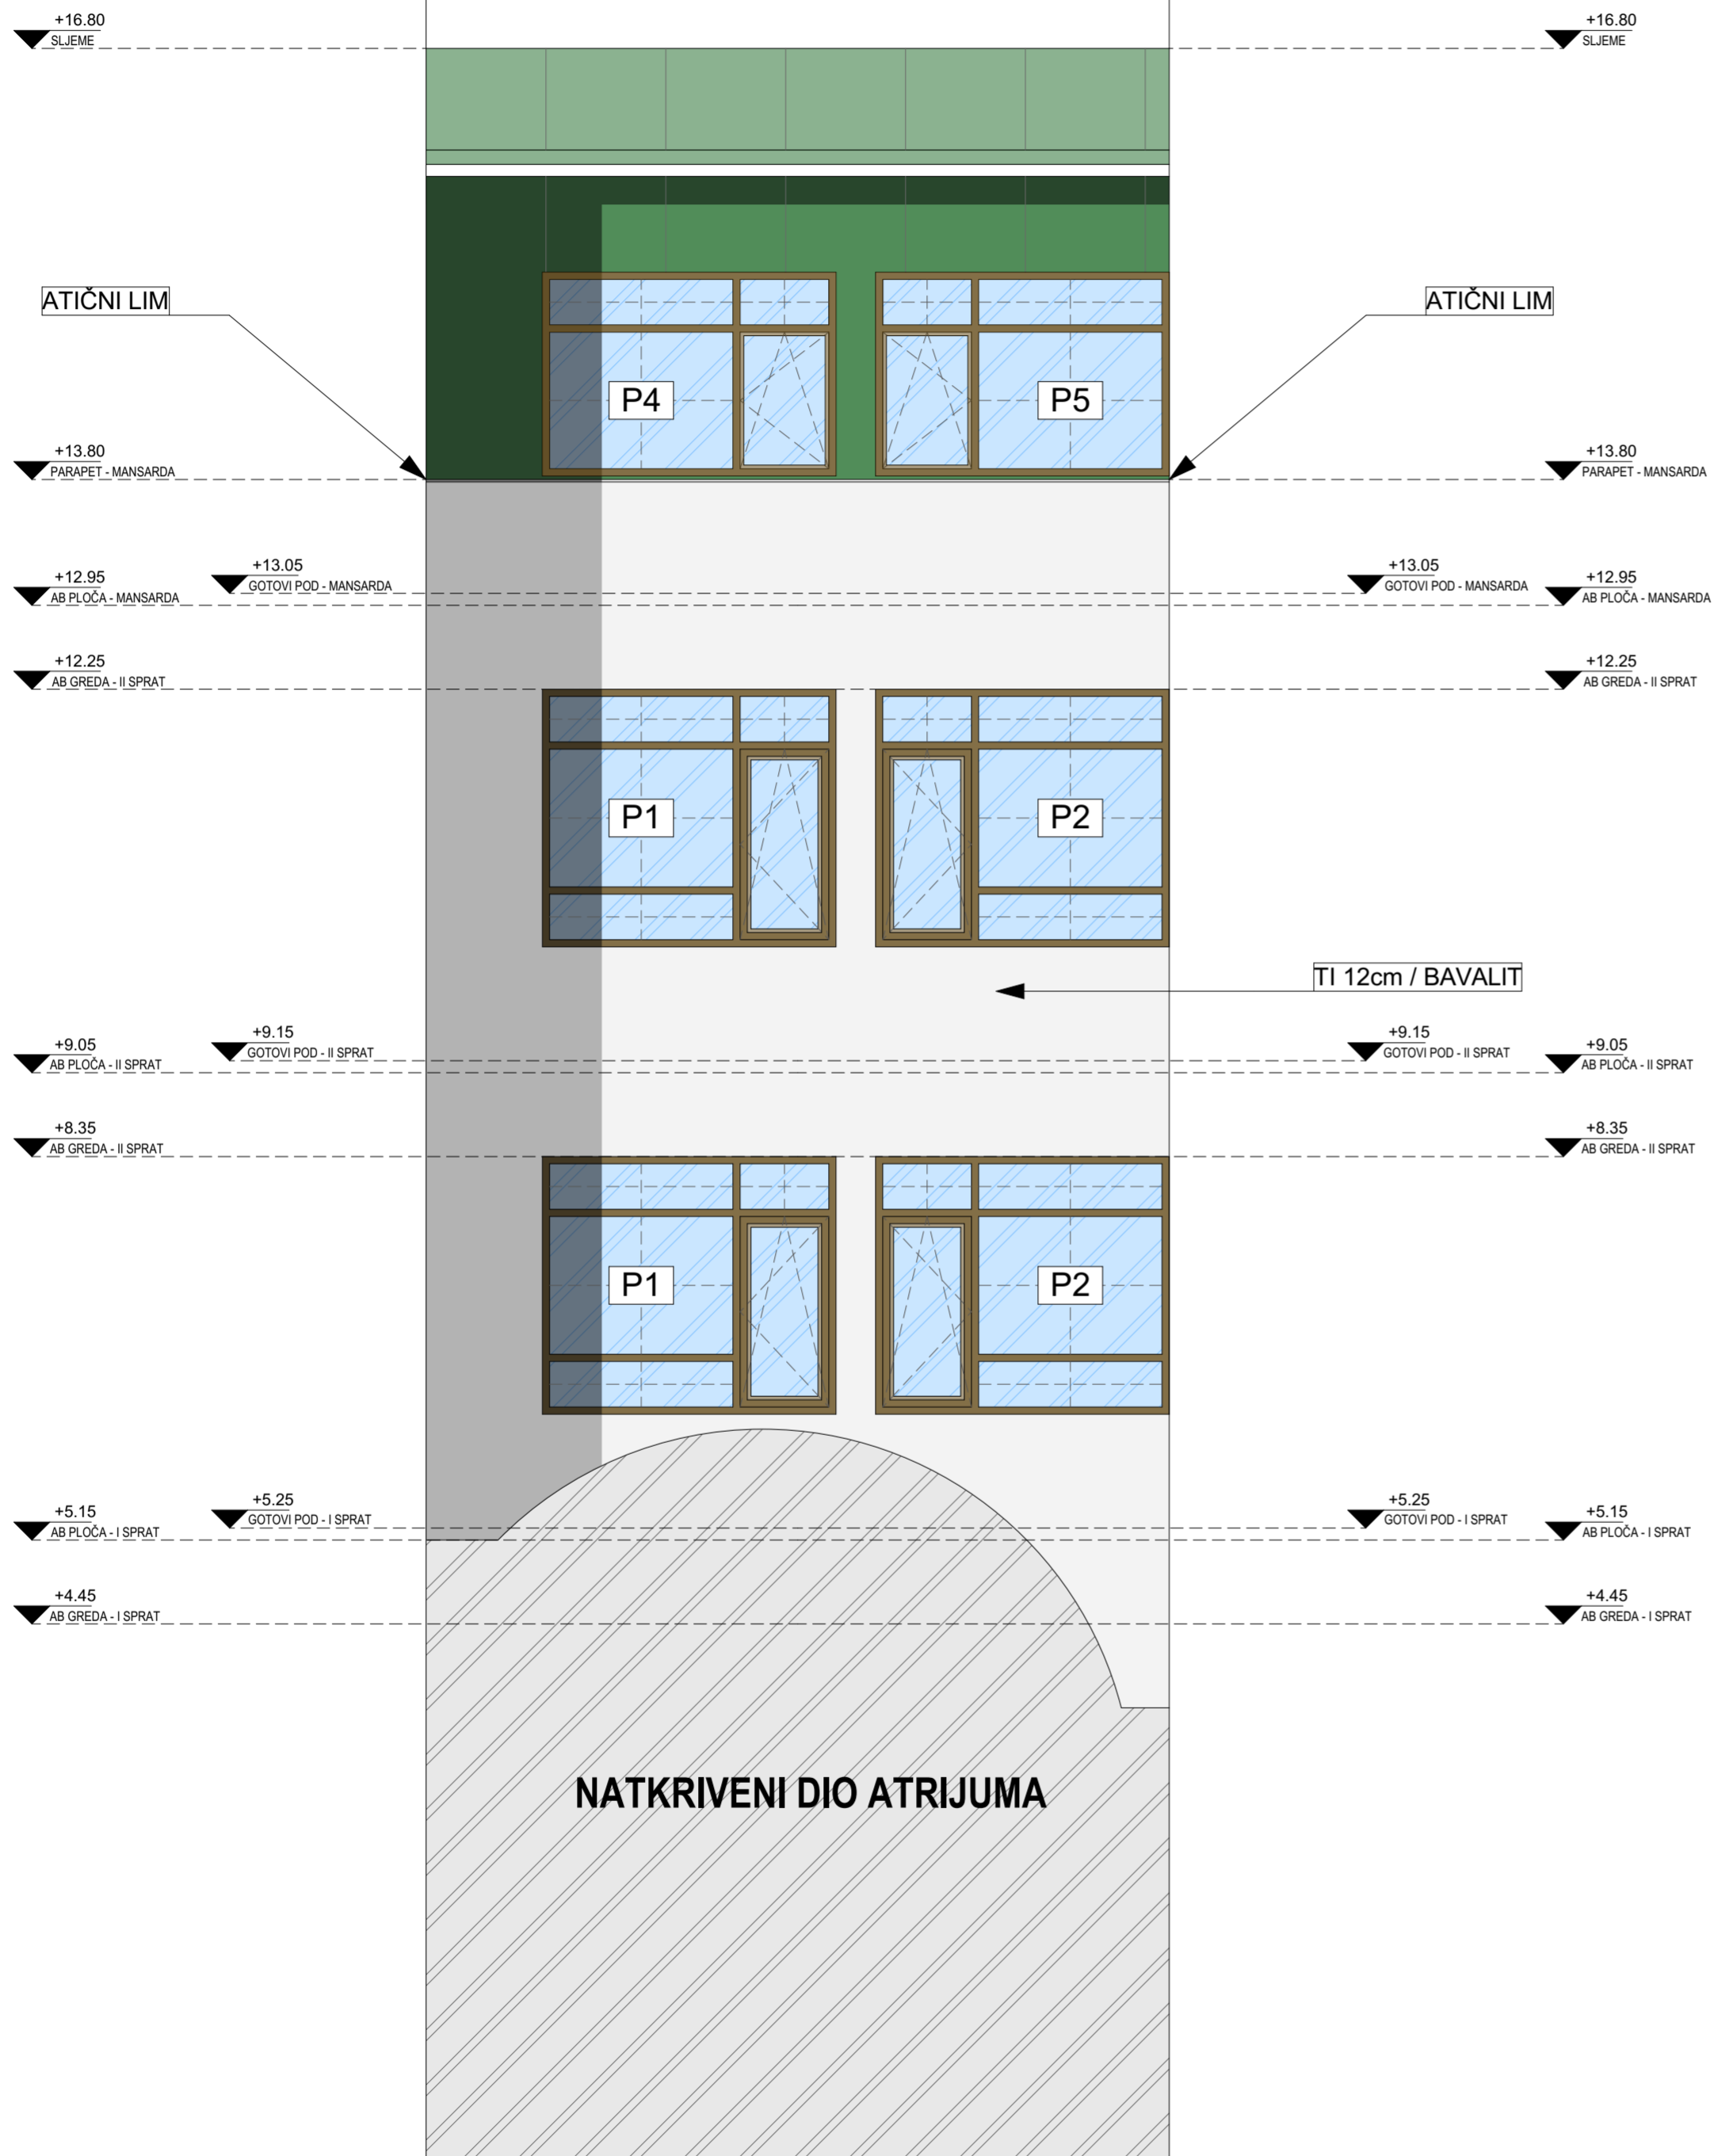 +16.80
SLJEME
+16.80
SLJEME
ATIČNI LIM
ATIČNI LIM
P4
P5
+13.80
PARAPET - MANSARDA
+13.80
PARAPET - MANSARDA
+13.05
GOTOVI POD - MANSARDA
+13.05
GOTOVI POD - MANSARDA
+12.95
AB PLOČA - MANSARDA
+12.95
AB PLOČA - MANSARDA
+12.25
AB GREDA - II SPRAT
+12.25
AB GREDA - II SPRAT
P1
P2
TI 12cm / BAVALIT
+9.15
GOTOVI POD - II SPRAT
+9.15
GOTOVI POD - II SPRAT
+9.05
AB PLOČA - II SPRAT
+9.05
AB PLOČA - II SPRAT
+8.35
AB GREDA - II SPRAT
+8.35
AB GREDA - II SPRAT
P1
P2
+5.25
GOTOVI POD - I SPRAT
+5.25
GOTOVI POD - I SPRAT
+5.15
AB PLOČA - I SPRAT
+5.15
AB PLOČA - I SPRAT
+4.45
AB GREDA - I SPRAT
+4.45
AB GREDA - I SPRAT
NATKRIVENI DIO ATRIJUMA